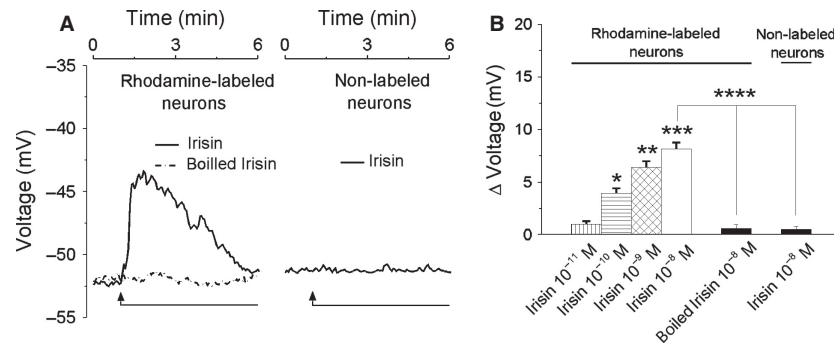 A
Time (min)
0 3 6
Time (min)
0 3 6
Voltage (mV)
–35
–40
–45
–50
–55
Rhodamine-labeled
neurons
Irisin
Boilled Irisin
Non-labeled
neurons
Irisin
B
Rhodamine-labeled
neurons
Non-labeled
neurons
Δ Voltage (mV)
20
15
10
5
0
*
**
***
****
Irisin 10⁻¹¹ M
Irisin 10⁻¹⁰ M
Irisin 10⁻⁹ M
Irisin 10⁻⁸ M
Boiled Irisin 10⁻⁸ M
Irisin 10⁻⁸ M